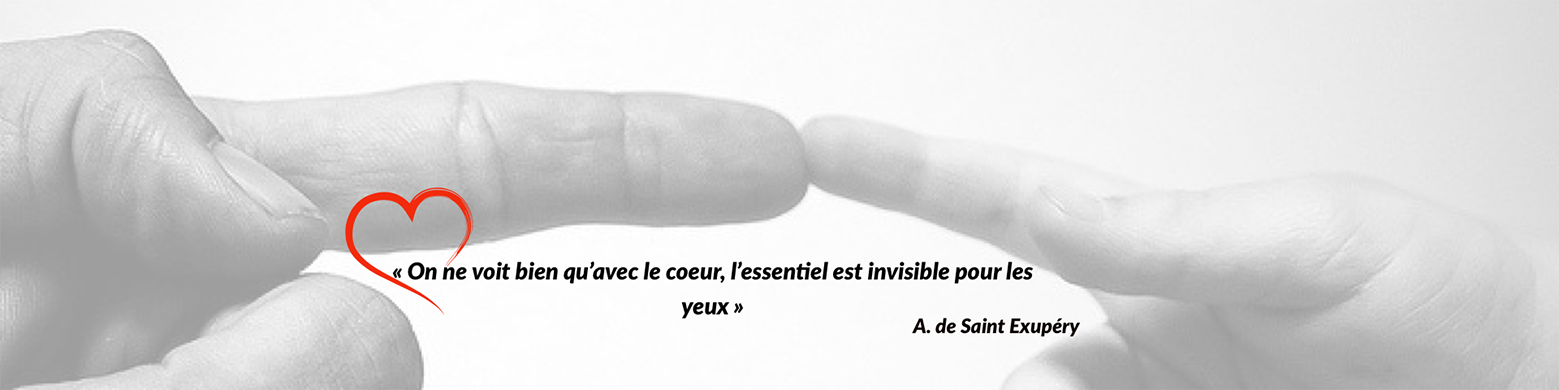 « On ne voit bien qu’avec le coeur, l’essentiel est invisible pour les
yeux »
A. de Saint Exupéry